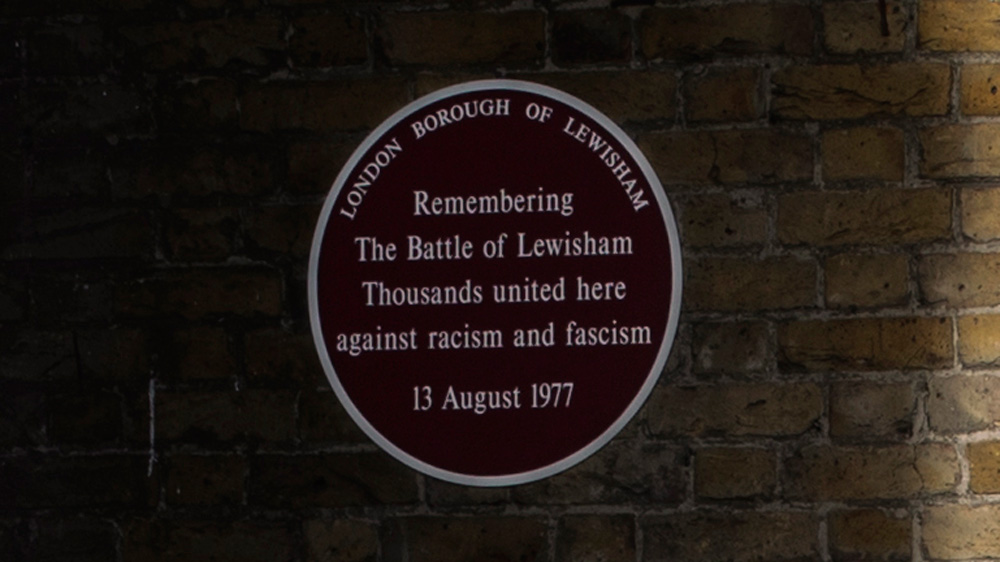 LONDON BOROUGH OF LEWISHAM
Remembering
The Battle of Lewisham
Thousands united here
against racism and fascism
13 August 1977